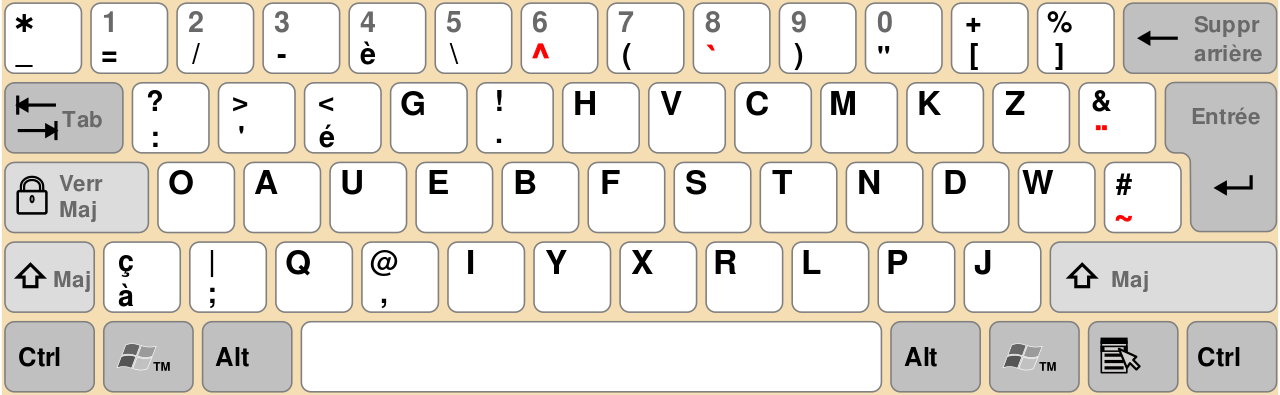 * 1 2 3 4 5 6 7 8 9 0 + % Suppr
_ = / - è \ ^ ( ` ) " [ ] arrière
Tab ? > < G ! H V C M K Z & Entrée
: ' é . ¨
Verr O A U E B F S T N D W #
Maj ~
Maj ç | Q @ I Y X R L P J Maj
à ; ,
Ctrl TM Alt Alt TM Ctrl